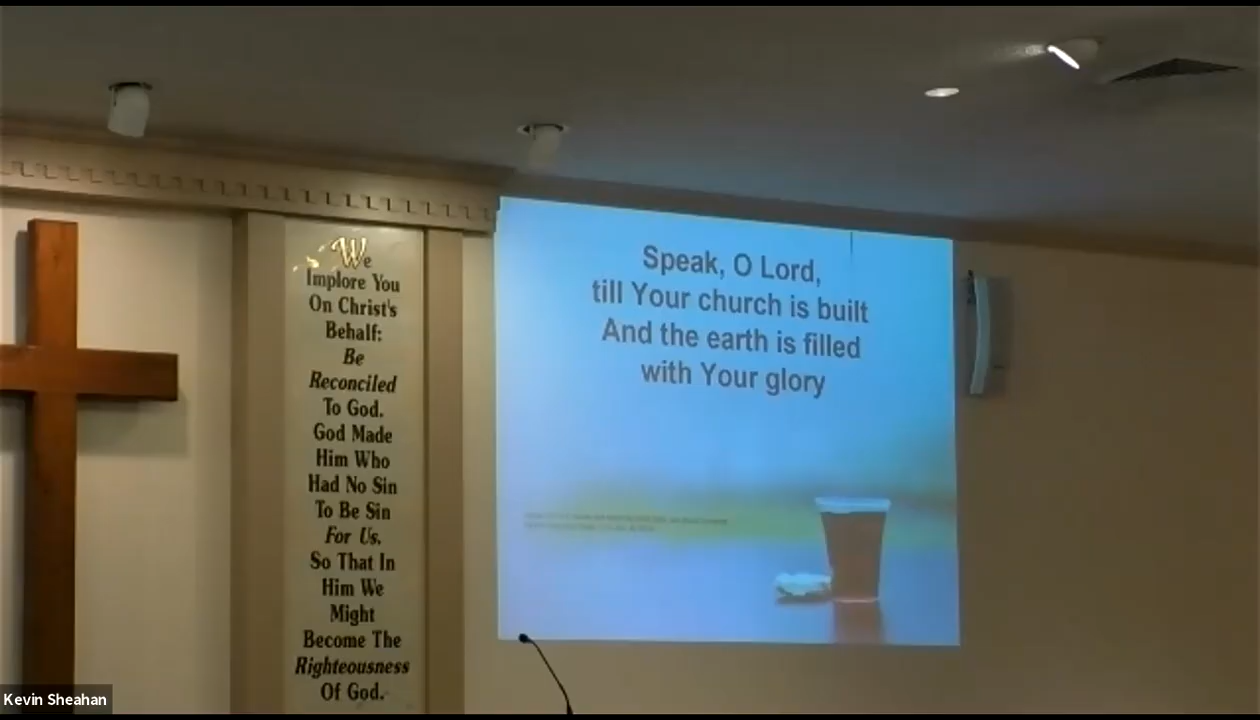 We
Implore You
On Christ's
Behalf:
Be
Reconciled
To God.
God Made
Him Who
Had No Sin
To Be Sin
For Us.
So That In
Him We
Might
Become The
Righteousness
Of God.
Speak, O Lord,
till Your church is built
And the earth is filled
with Your glory
Kevin Sheahan